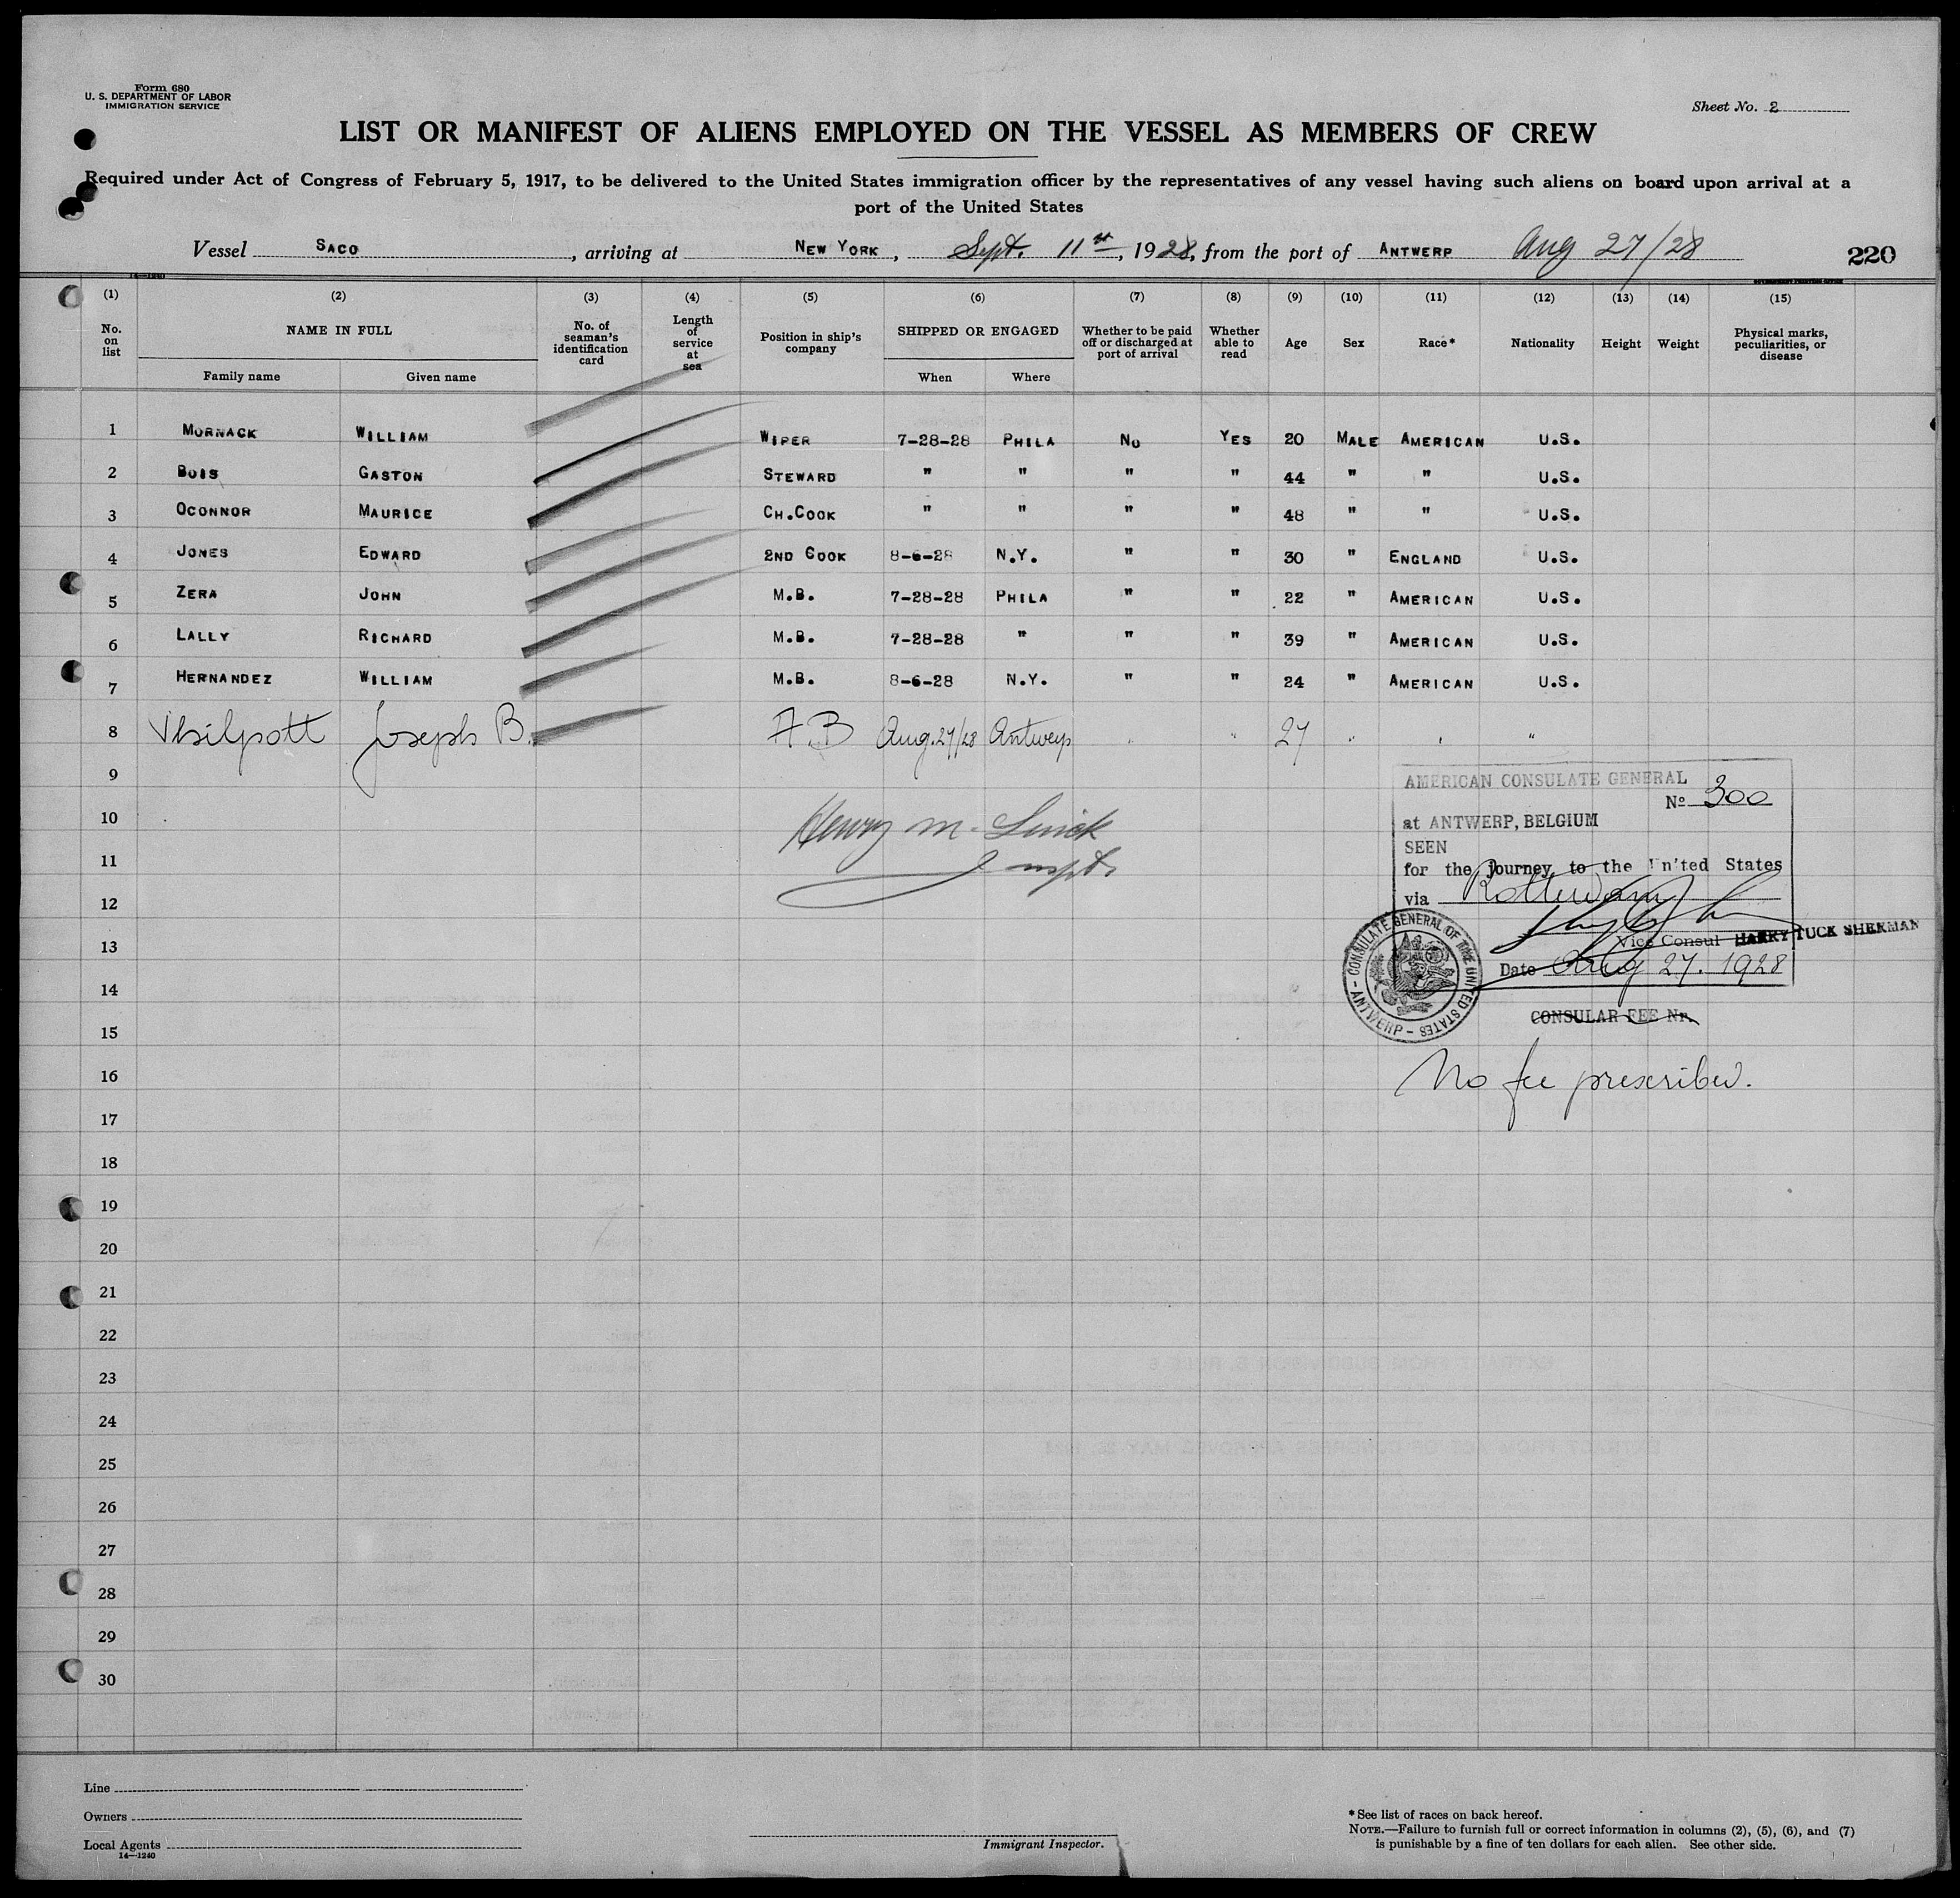 Form 680
U. S. DEPARTMENT OF LABOR
IMMIGRATION SERVICE
Sheet No. 2
LIST OR MANIFEST OF ALIENS EMPLOYED ON THE VESSEL AS MEMBERS OF CREW
Required under Act of Congress of February 5, 1917, to be delivered to the United States immigration officer by the representatives of any vessel having such aliens on board upon arrival at a
port of the United States
Vessel SACO, arriving at NEW YORK, Sept. 11st, 1928, from the port of ANTWERP Aug 27/28
220
14—1240
(1) (2) (3) (4) (5) (6) (7) (8) (9) (10) (11) (12) (13) (14) (15)
No. on list NAME IN FULL Family name Given name No. of seaman's identification card Length of service at sea Position in ship's company SHIPPED OR ENGAGED When Where Whether to be paid off or discharged at port of arrival Whether able to read Age Sex Race* Nationality Height Weight Physical marks, peculiarities, or disease
1 MORNACK WILLIAM WIPER 7-28-28 PHILA NO YES 20 MALE AMERICAN U.S.
2 BOIS GASTON STEWARD " " " " 44 " " U.S.
3 OCONNOR MAURICE CH.COOK " " " " 48 " " U.S.
4 JONES EDWARD 2ND COOK 8-6-28 N.Y. " " 30 " ENGLAND U.S.
5 ZERA JOHN M.B. 7-28-28 PHILA " " 22 " AMERICAN U.S.
6 LALLY RICHARD M.B. 7-28-28 " " " 39 " AMERICAN U.S.
7 HERNANDEZ WILLIAM M.B. 8-6-28 N.Y. " " 24 " AMERICAN U.S.
8 Philpott Joseph B. A.B Aug.27/28 Antwerp " " 27 " " "
9
10
11
12
13
14
15
16
17
18
19
20
21
22
23
24
25
26
27
28
29
30
Henry M.
Inspt.
AMERICAN CONSULATE GENERAL
No 300
at ANTWERP, BELGIUM
SEEN
for the journey to the United States
via Rotterdam
Vice Consul HARRY TUCK SHERMAN
Date Aug 27. 1928
CONSULATE GENERAL OF THE UNITED STATES - ANTWERP -
CONSULAR FEE Nr.
No fee prescribed.
Line
Owners
Local Agents
14—1240
Immigrant Inspector.
*See list of races on back hereof.
NOTE.—Failure to furnish full or correct information in columns (2), (5), (6), and (7)
is punishable by a fine of ten dollars for each alien. See other side.